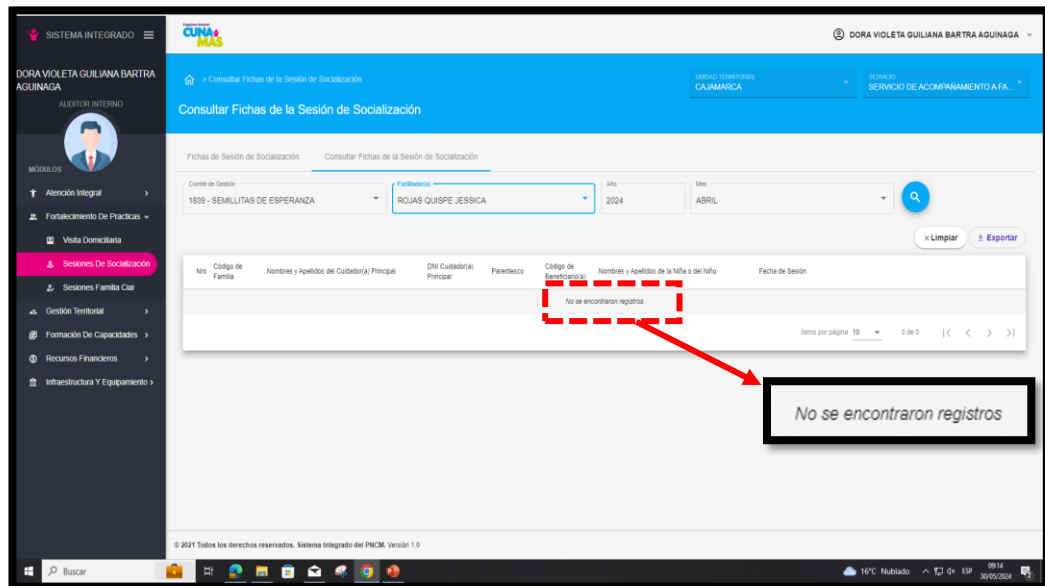 SISTEMA INTEGRADO
Programa Nacional
CUNA
MÁS
DORA VIOLETA GUILIANA BARTRA AGUINAGA
DORA VIOLETA GUILIANA BARTRA
AGUINAGA
AUDITOR INTERNO
MÓDULOS
Atención Integral
Fortalecimiento De Practicas
Visita Domiciliaria
Sesiones De Socialización
Sesiones Familia Ciai
Gestión Territorial
Formación De Capacidades
Recursos Financieros
Infraestructura Y Equipamiento
> Consultar Fichas de la Sesión de Socialización
UNIDAD TERRITORIAL
CAJAMARCA
SERVICIO
SERVICIO DE ACOMPAÑAMIENTO A FA...
Consultar Fichas de la Sesión de Socialización
Fichas de Sesión de Socialización Consultar Fichas de la Sesión de Socialización
Comité de Gestión
1839 - SEMILLITAS DE ESPERANZA
Facilitador(a)
ROJAS QUISPE JESSICA
Año
2024
Mes
ABRIL
× Limpiar
Exportar
Nro
Código de
Familia
Nombres y Apellidos del Cuidador(a) Principal
DNI Cuidador(a)
Principal
Parentesco
Código de
Beneficiario(a)
Nombres y Apellidos de la Niña o del Niño
Fecha de Sesión
No se encontraron registros
Ítems por página 10 0 de 0
No se encontraron registros
© 2021 Todos los derechos reservados. Sistema Integrado del PNCM. Versión 1.0
Buscar
16°C Nublado
ESP
09:14
30/05/2024